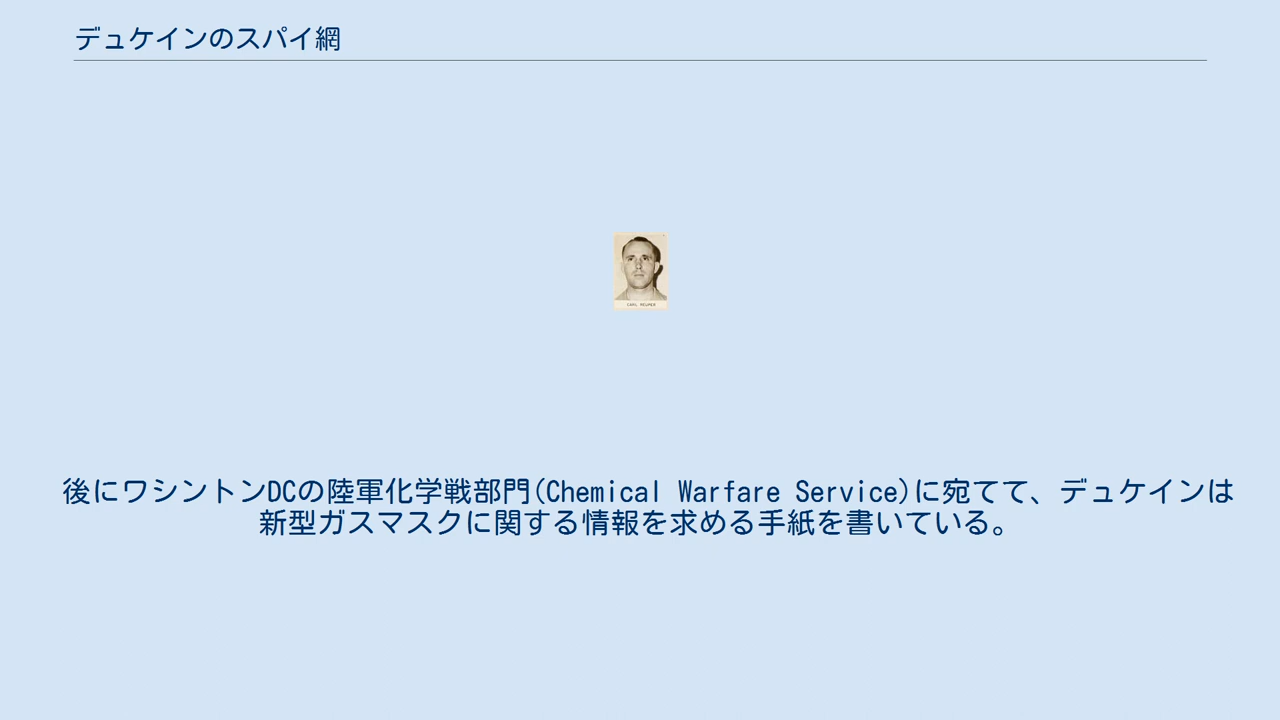 デュケインのスパイ網
後にワシントンDCの陸軍化学戦部門(Chemical Warfare Service)に宛てて、デュケインは
新型ガスマスクに関する情報を求める手紙を書いている。